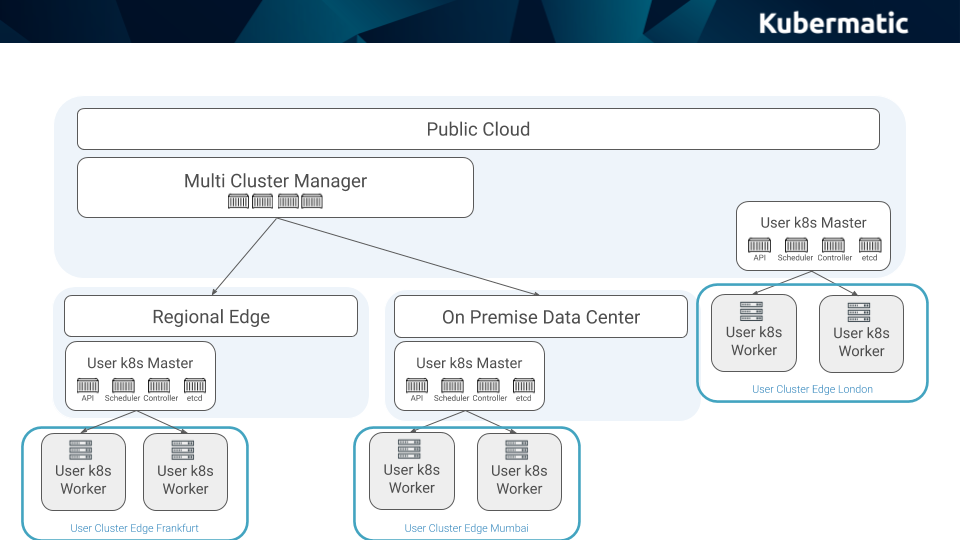 Kubermatic
Public Cloud
Multi Cluster Manager
User k8s Master
API Scheduler Controller etcd
User k8s
Worker
User k8s
Worker
User Cluster Edge London
Regional Edge
User k8s Master
API Scheduler Controller etcd
User k8s
Worker
User k8s
Worker
User Cluster Edge Frankfurt
On Premise Data Center
User k8s Master
API Scheduler Controller etcd
User k8s
Worker
User k8s
Worker
User Cluster Edge Mumbai